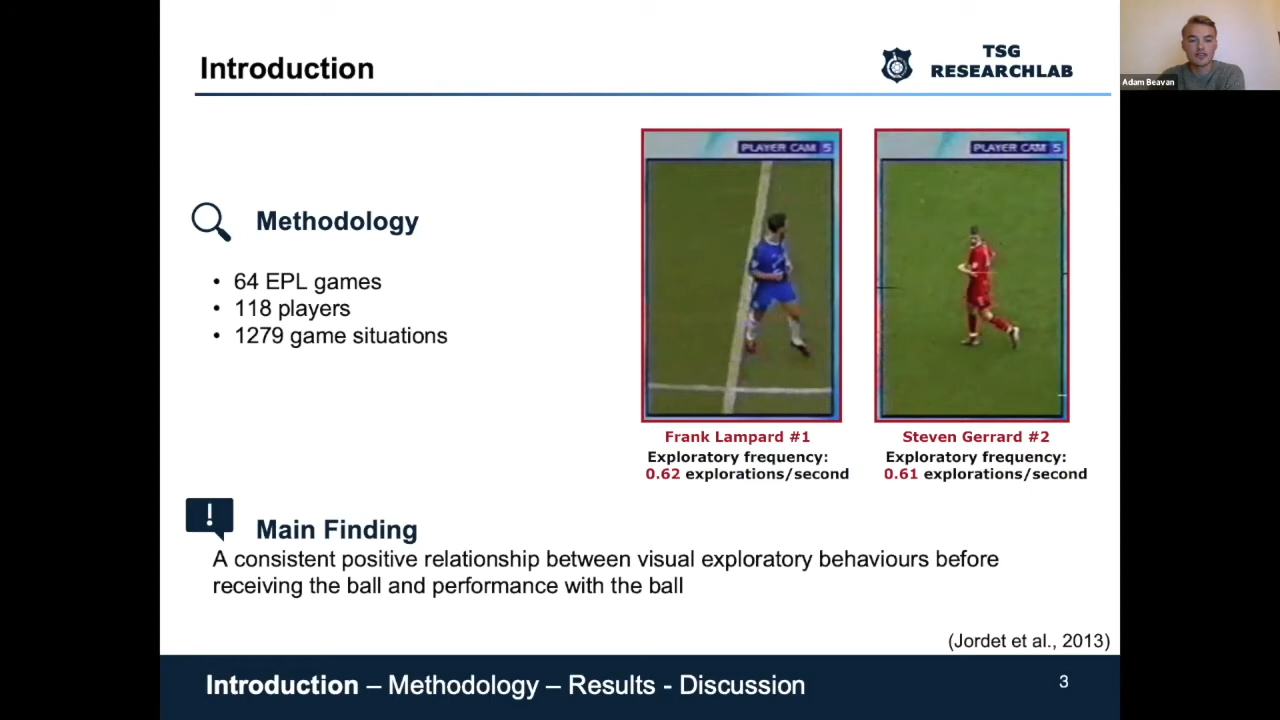 Introduction
TSG
RESEARCHLAB
Adam Beavan
PLAYER CAM 5
PLAYER CAM 5
Methodology
• 64 EPL games
• 118 players
• 1279 game situations
Frank Lampard #1
Exploratory frequency:
0.62 explorations/second
Steven Gerrard #2
Exploratory frequency:
0.61 explorations/second
!
Main Finding
A consistent positive relationship between visual exploratory behaviours before
receiving the ball and performance with the ball
(Jordet et al., 2013)
Introduction – Methodology – Results - Discussion
3